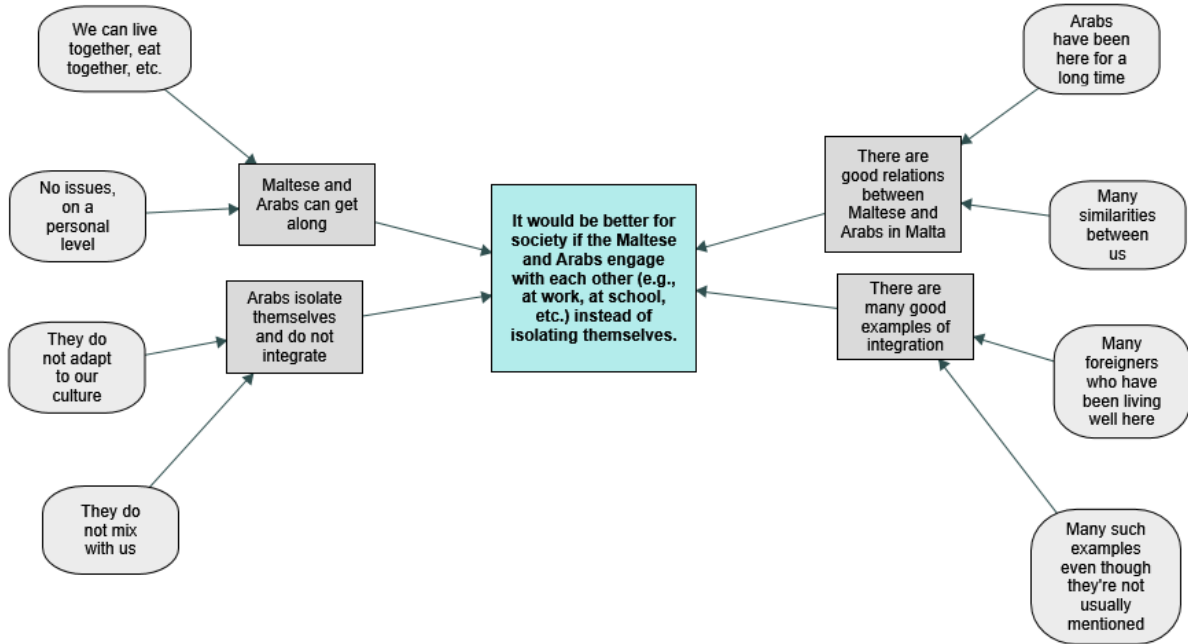 We can live
together, eat
together, etc.
No issues,
on a
personal
level
Maltese and
Arabs can get
along
They do
not adapt
to our
culture
They do
not mix
with us
Arabs isolate
themselves
and do not
integrate
It would be better for
society if the Maltese
and Arabs engage
with each other (e.g.,
at work, at school,
etc.) instead of
isolating themselves.
Arabs
have been
here for a
long time
There are
good relations
between
Maltese and
Arabs in Malta
Many
similarities
between
us
There are
many good
examples of
integration
Many
foreigners
who have
been living
well here
Many such
examples
even though
they're not
usually
mentioned